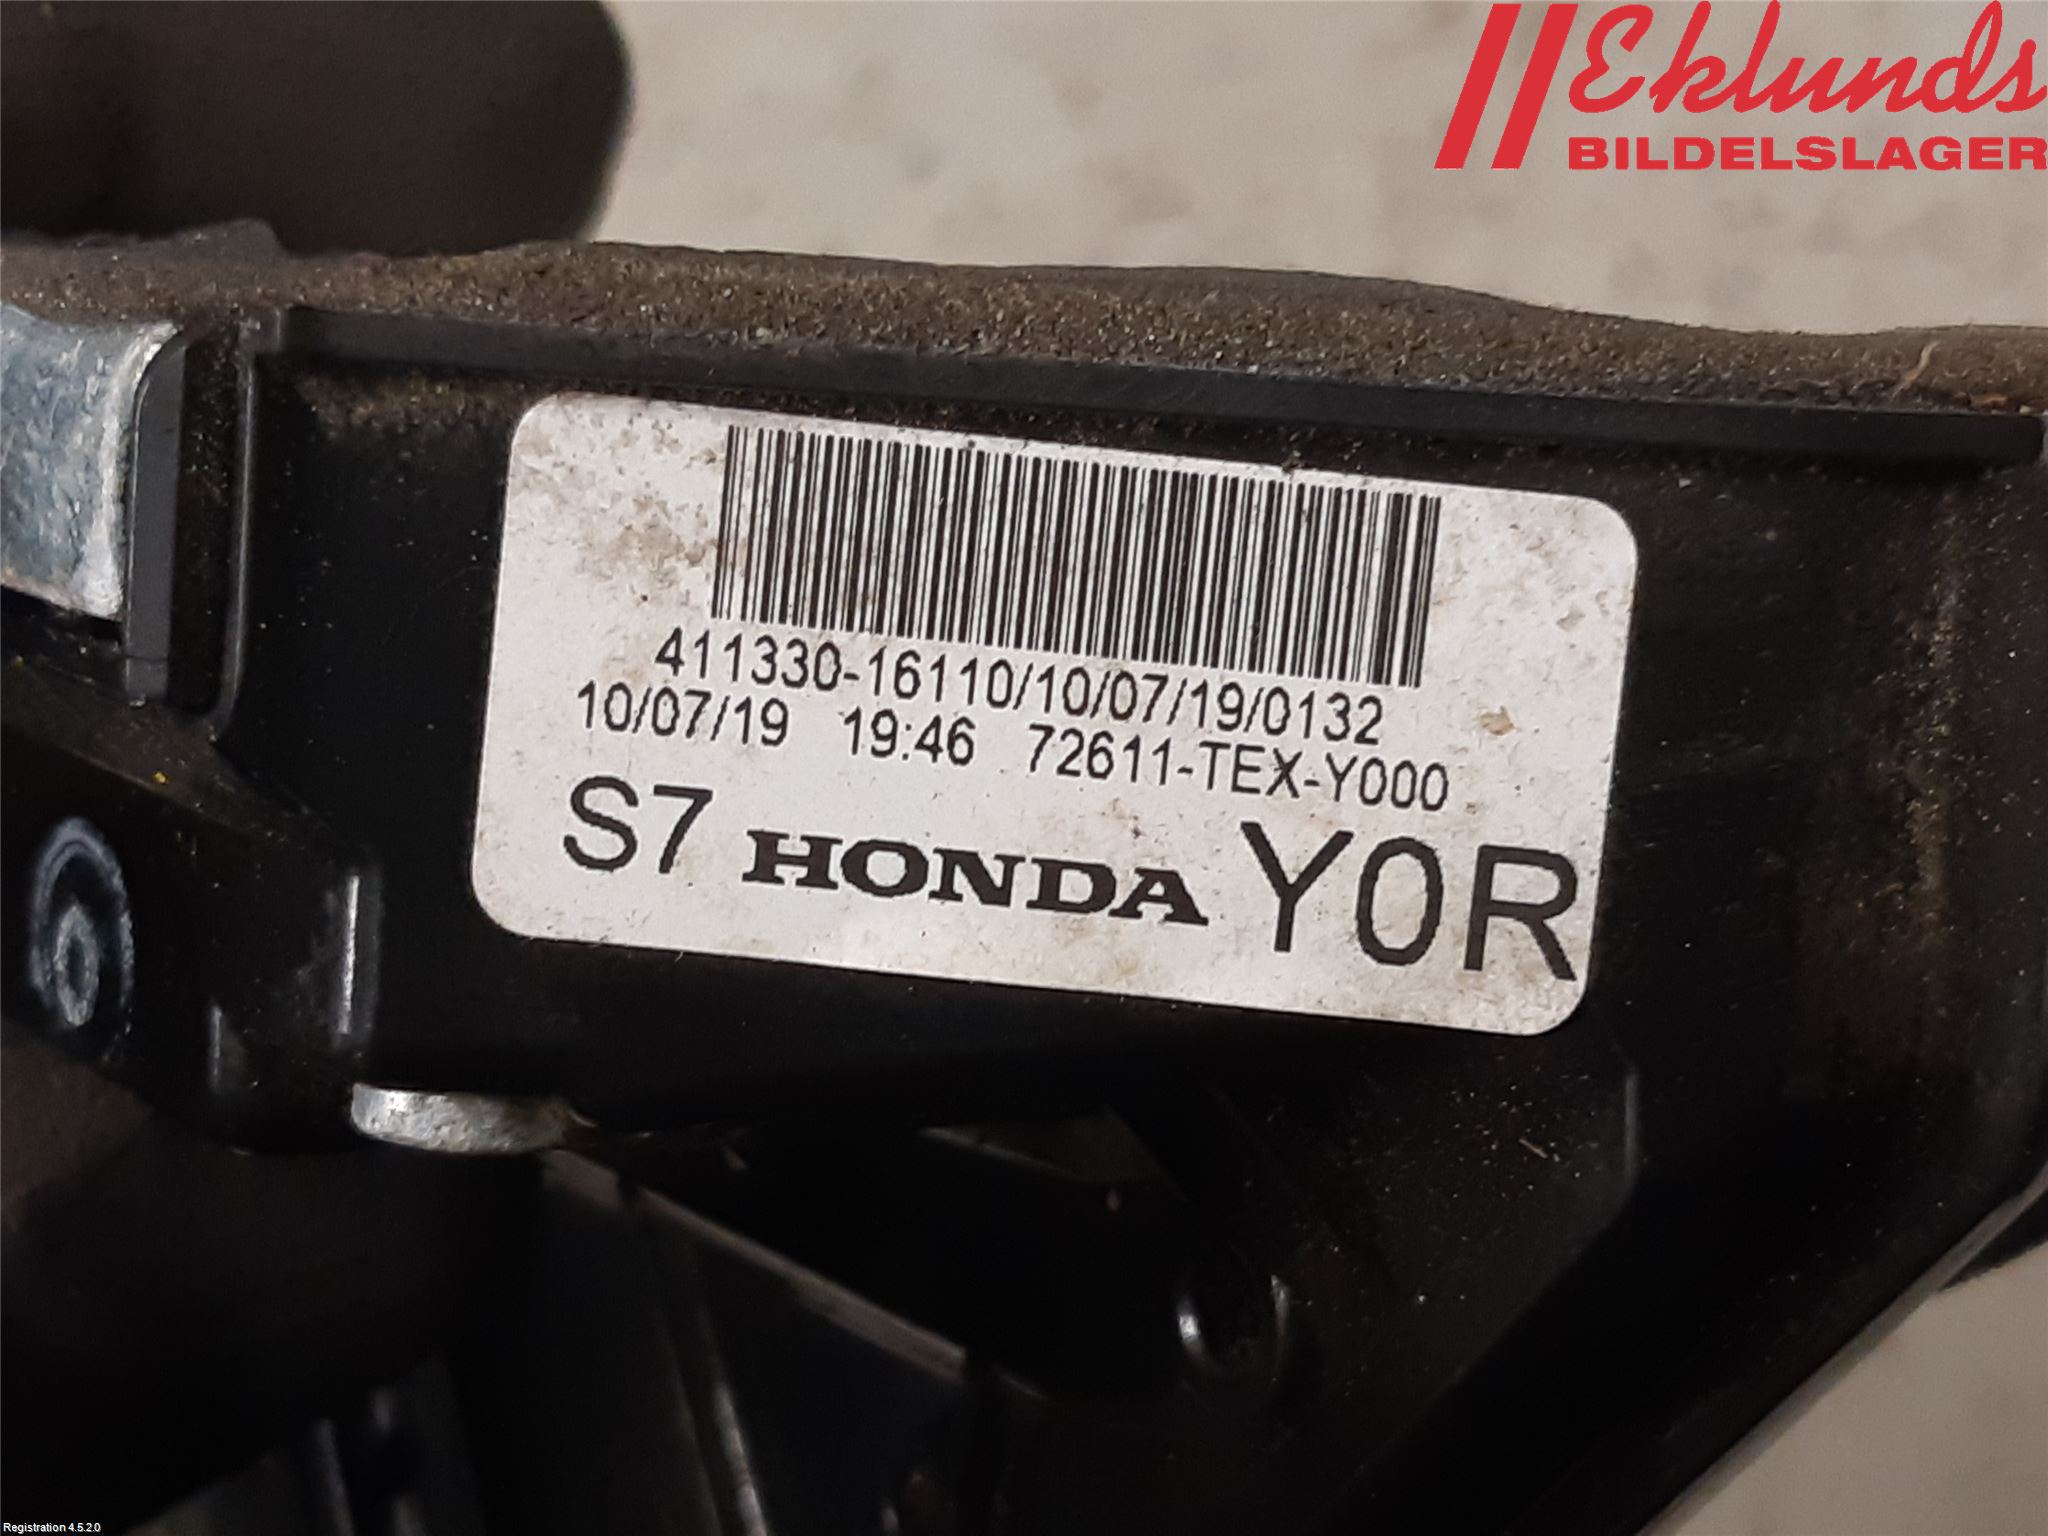 Eklunds
BILDELSLAGER
411330-16110/10/07/19/0132
10/07/19 19:46 72611-TEX-Y000
S7 HONDA Y0R
Registration 4.5.2.0